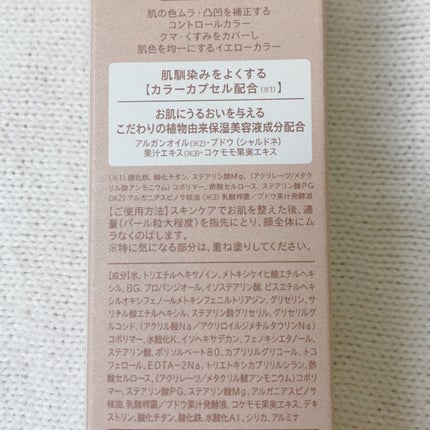 肌の色ムラ・凸凹を補正する
コントロールカラー
クマ・くすみをカバーし
肌色を均一にするイエローカラー
肌馴染みをよくする
【カラーカプセル配合(※1)】
お肌にうるおいを与える
こだわりの植物由来保湿美容液成分配合
アルガンオイル(※2)・ブドウ(シャルドネ)
果汁エキス(※3)・コケモモ果実エキス
(※1)酸化鉄、酸化チタン、ステアリン酸Mg、(アクリレーツ/メタ
クリル酸アンモニウム)コポリマー、酢酸セルロース、ステアリン酸PG
(※2)アルガニアスピノサ核油 (※3)乳酸桿菌/ブドウ果汁発酵液
【ご使用方法】スキンケアでお肌を整えた後、適
量(パール粒大程度)を指先にとり、顔全体にム
ラなくのばします。
※特に気になる部分は、重ね塗りしてください。
【成分】水、トリエチルヘキサノイン、メトキシケイヒ酸エチルヘキ
シル、BG、プロパンジオール、イソステアリン酸、ビスエチルヘキ
シルオキシフェノールメトキシフェニルトリアジン、グリセリン、サ
リチル酸エチルヘキシル、ステアリン酸グリセリル、グリセリルグ
ルコシド、(アクリル酸Na/アクリロイルジメチルタウリンNa)
コポリマー、水酸化K、イソヘキサデカン、フェノキシエタノール、
ステアリン酸、ポリソルベート80、カプリリルグリコール、トコ
フェロール、EDTA-2Na、トリエトキシカプリリルシラン、酢
酸セルロース、(アクリレーツ/メタクリル酸アンモニウム)コポリ
マー、ステアリン酸PG、ステアリン酸Mg、アルガニアスピノサ
核油、乳酸桿菌/ブドウ果汁発酵液、コケモモ果実エキス、デキ
ストリン、酸化チタン、酸化鉄、水酸化Al、シリカ、アルミナ